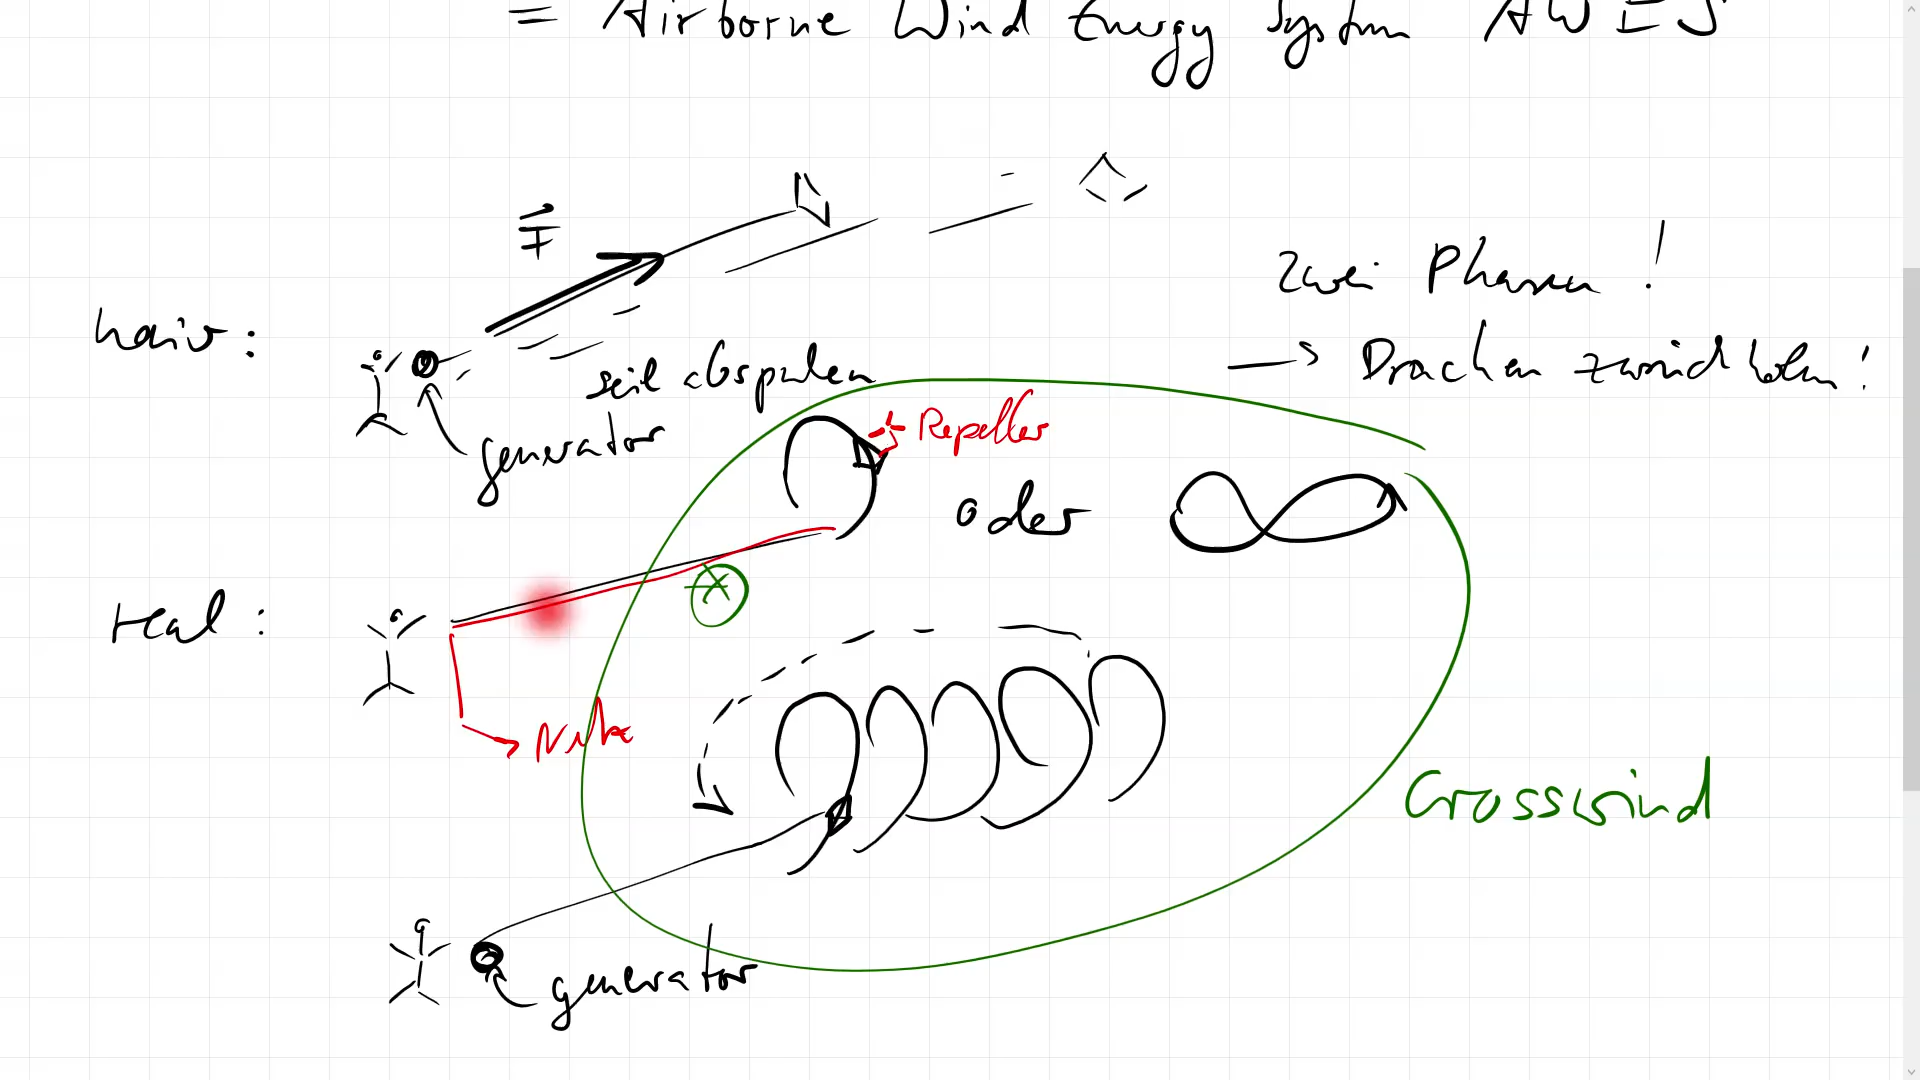 = Airborne Wind Energy System AWES
F
Zwei Phasen !
naiv :
→ Drachen zurückholen !
Seil abspulen
generator
Repeller
oder
real :
Crosswind
generator